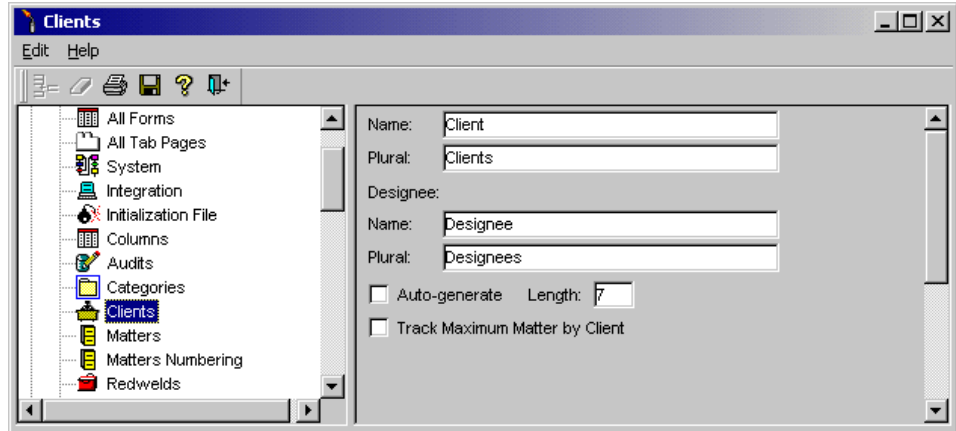 Clients
Edit Help
All Forms
All Tab Pages
System
Integration
Initialization File
Columns
Audits
Categories
Clients
Matters
Matters Numbering
Redwelds
Name: Client
Plural: Clients
Designee:
Name: Designee
Plural: Designees
Auto-generate Length: 7
Track Maximum Matter by Client